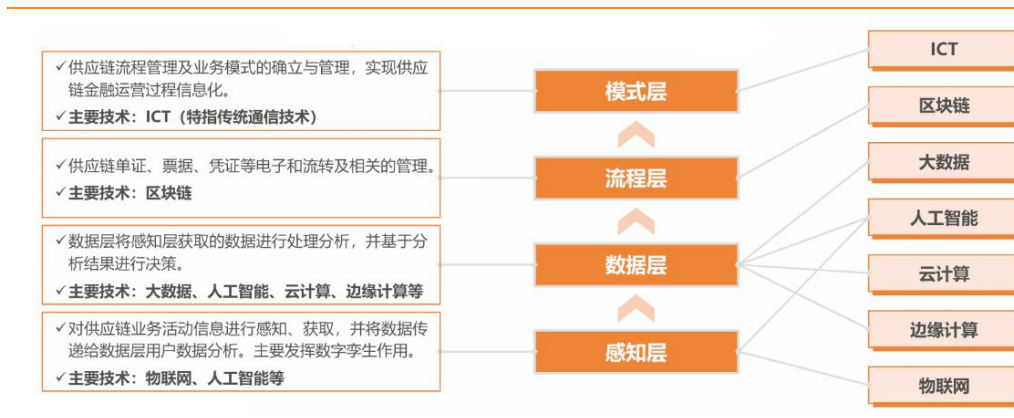 ✓供应链流程管理及业务模式的确立与管理，实现供应
链金融运营过程信息化。
✓主要技术：ICT（特指传统通信技术）
✓供应链单证、票据、凭证等电子和流转及相关的管理。
✓主要技术：区块链
✓数据层将感知层获取的数据进行处理分析，并基于分
析结果进行决策。
✓主要技术：大数据、人工智能、云计算、边缘计算等
✓对供应链业务活动信息进行感知、获取，并将数据传
递给数据层用户数据分析。主要发挥数字孪生作用。
✓主要技术：物联网、人工智能等
模式层
流程层
数据层
感知层
ICT
区块链
大数据
人工智能
云计算
边缘计算
物联网